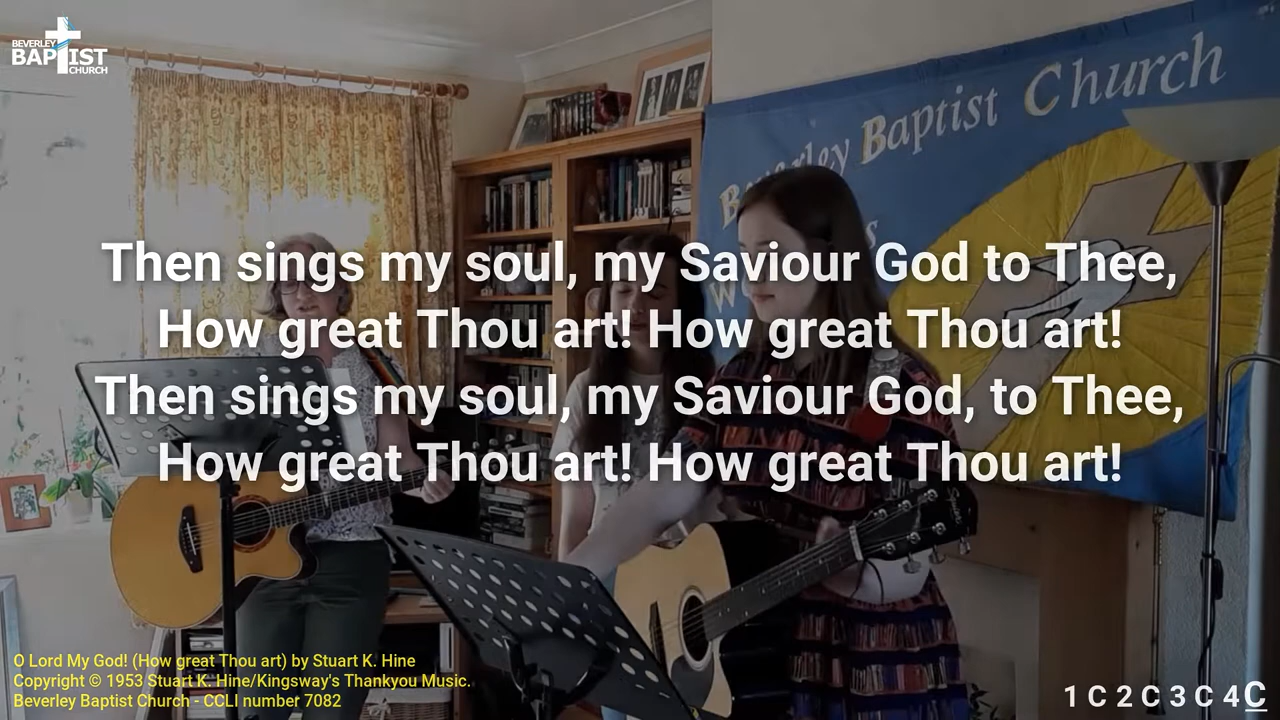 BEVERLEY
BAPTIST
CHURCH
Beverley Baptist Church
Then sings my soul, my Saviour God to Thee,
How great Thou art! How great Thou art!
Then sings my soul, my Saviour God, to Thee,
How great Thou art! How great Thou art!
O Lord My God! (How great Thou art) by Stuart K. Hine
Copyright © 1953 Stuart K. Hine/Kingsway's Thankyou Music.
Beverley Baptist Church - CCLI number 7082
1 C 2 C 3 C 4 C